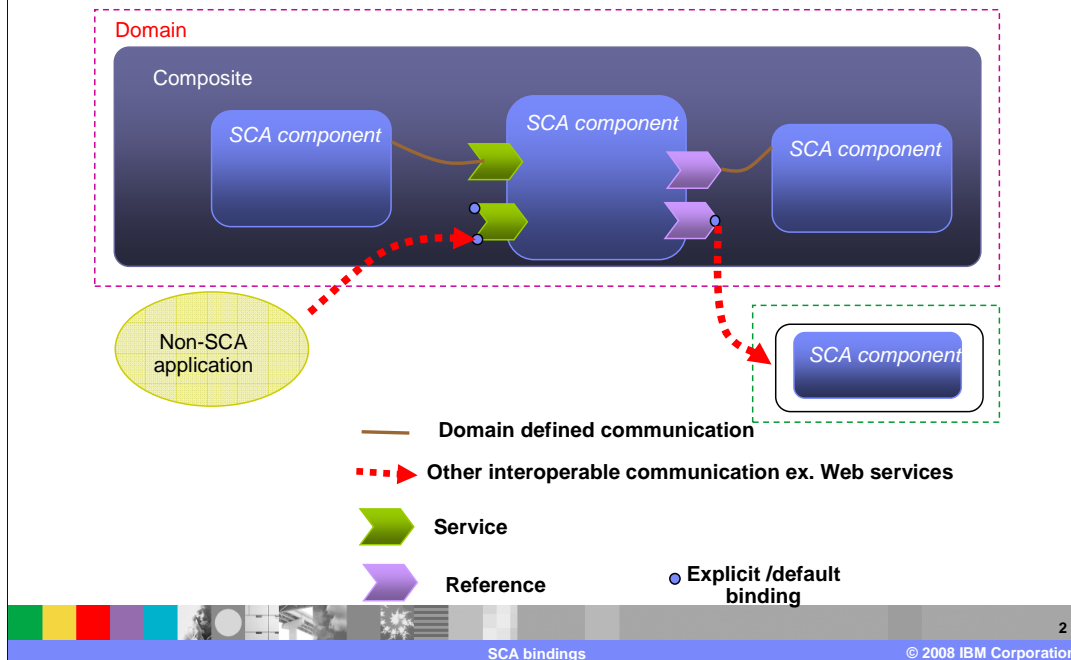 Domain
Composite
SCA component
SCA component
SCA component
Non-SCA
application
SCA component
Domain defined communication
Other interoperable communication ex. Web services
Service
Reference
Explicit /default
binding
2
SCA bindings
© 2008 IBM Corporation